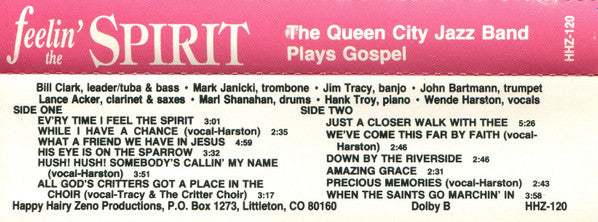 feelin' the SPIRIT
The Queen City Jazz Band
Plays Gospel
HHZ-120
Bill Clark, leader/tuba & bass • Mark Janicki, trombone • Jim Tracy, banjo • John Bartmann, trumpet
Lance Acker, clarinet & saxes • Marl Shanahan, drums • Hank Troy, piano • Wende Harston, vocals
SIDE ONE
EV'RY TIME I FEEL THE SPIRIT 3:01
WHILE I HAVE A CHANCE (vocal-Harston) 2:35
WHAT A FRIEND WE HAVE IN JESUS 4:59
HIS EYE IS ON THE SPARROW 3:32
HUSH! HUSH! SOMEBODY'S CALLIN' MY NAME
(vocal-Harston) 3:51
ALL GOD'S CRITTERS GOT A PLACE IN THE
CHOIR (vocal-Tracy & The Critter Choir) 3:17
SIDE TWO
JUST A CLOSER WALK WITH THEE 5:26
WE'VE COME THIS FAR BY FAITH (vocal-
Harston) 2:46
DOWN BY THE RIVERSIDE 2:46
AMAZING GRACE 2:31
PRECIOUS MEMORIES (vocal-Harston) 2:43
WHEN THE SAINTS GO MARCHIN' IN 3:58
Happy Hairy Zeno Productions, P.O. Box 1273, Littleton, CO 80160
Dolby B
HHZ-120